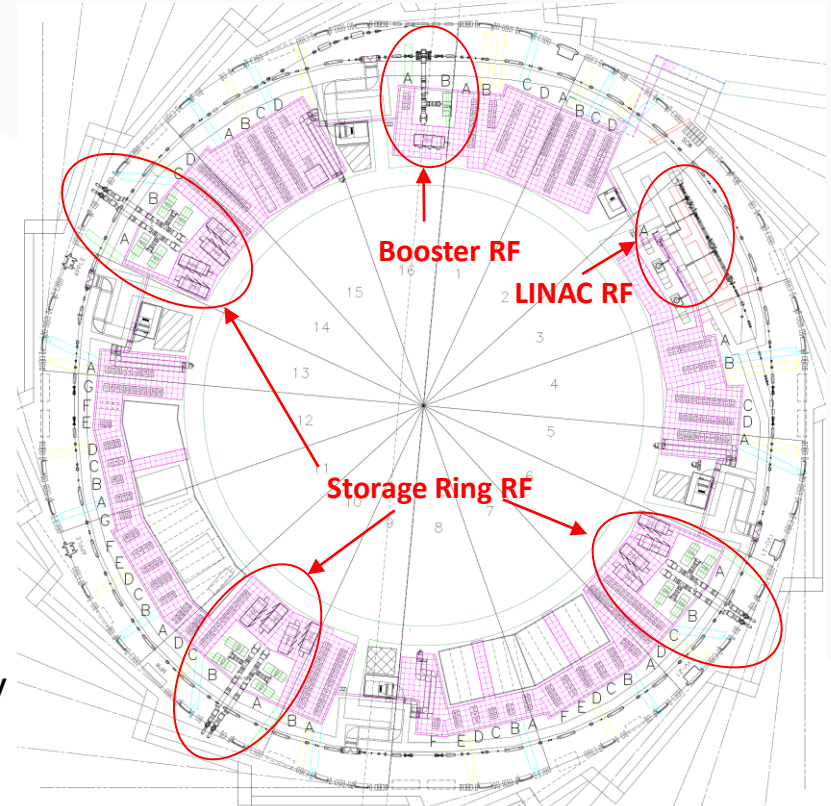 A B A B
C D A B C D
A B C D
A B C D
A
Booster RF
LINAC RF
16 1
15 2
14 3
13 4
12 5
11 6
10 7
9 8
Storage Ring RF
A B
C D A
A G F E D C B A G F E D C B A D C B A B A
F E D C B A F E D C B A D C B A
y